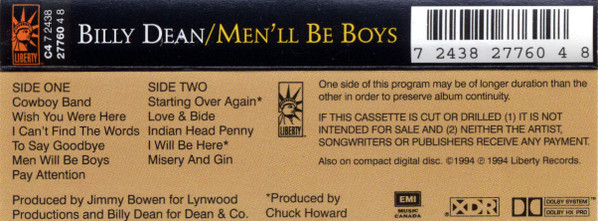 C4 7 2438
27760 4 8
LIBERTY
BILLY DEAN/MEN'LL BE BOYS
7 2438 27760 4 8
SIDE ONE
Cowboy Band
Wish You Were Here
I Can't Find The Words
To Say Goodbye
Men Will Be Boys
Pay Attention
SIDE TWO
Starting Over Again*
Love & Bide
Indian Head Penny
I Will Be Here*
Misery And Gin
LIBERTY
One side of this program may be of longer duration than the
other in order to preserve album continuity.
IF THIS CASSETTE IS CUT OR DRILLED (1) IT IS NOT
INTENDED FOR SALE AND (2) NEITHER THE ARTIST,
SONGWRITERS OR PUBLISHERS RECEIVE ANY PAYMENT.
Also on compact digital disc. ©1994 ℗ 1994 Liberty Records.
Produced by Jimmy Bowen for Lynwood
Productions and Billy Dean for Dean & Co.
*Produced by
Chuck Howard
EMI
MUSIC
CANADA
XDR
DOLBY SYSTEM
DOLBY HX PRO